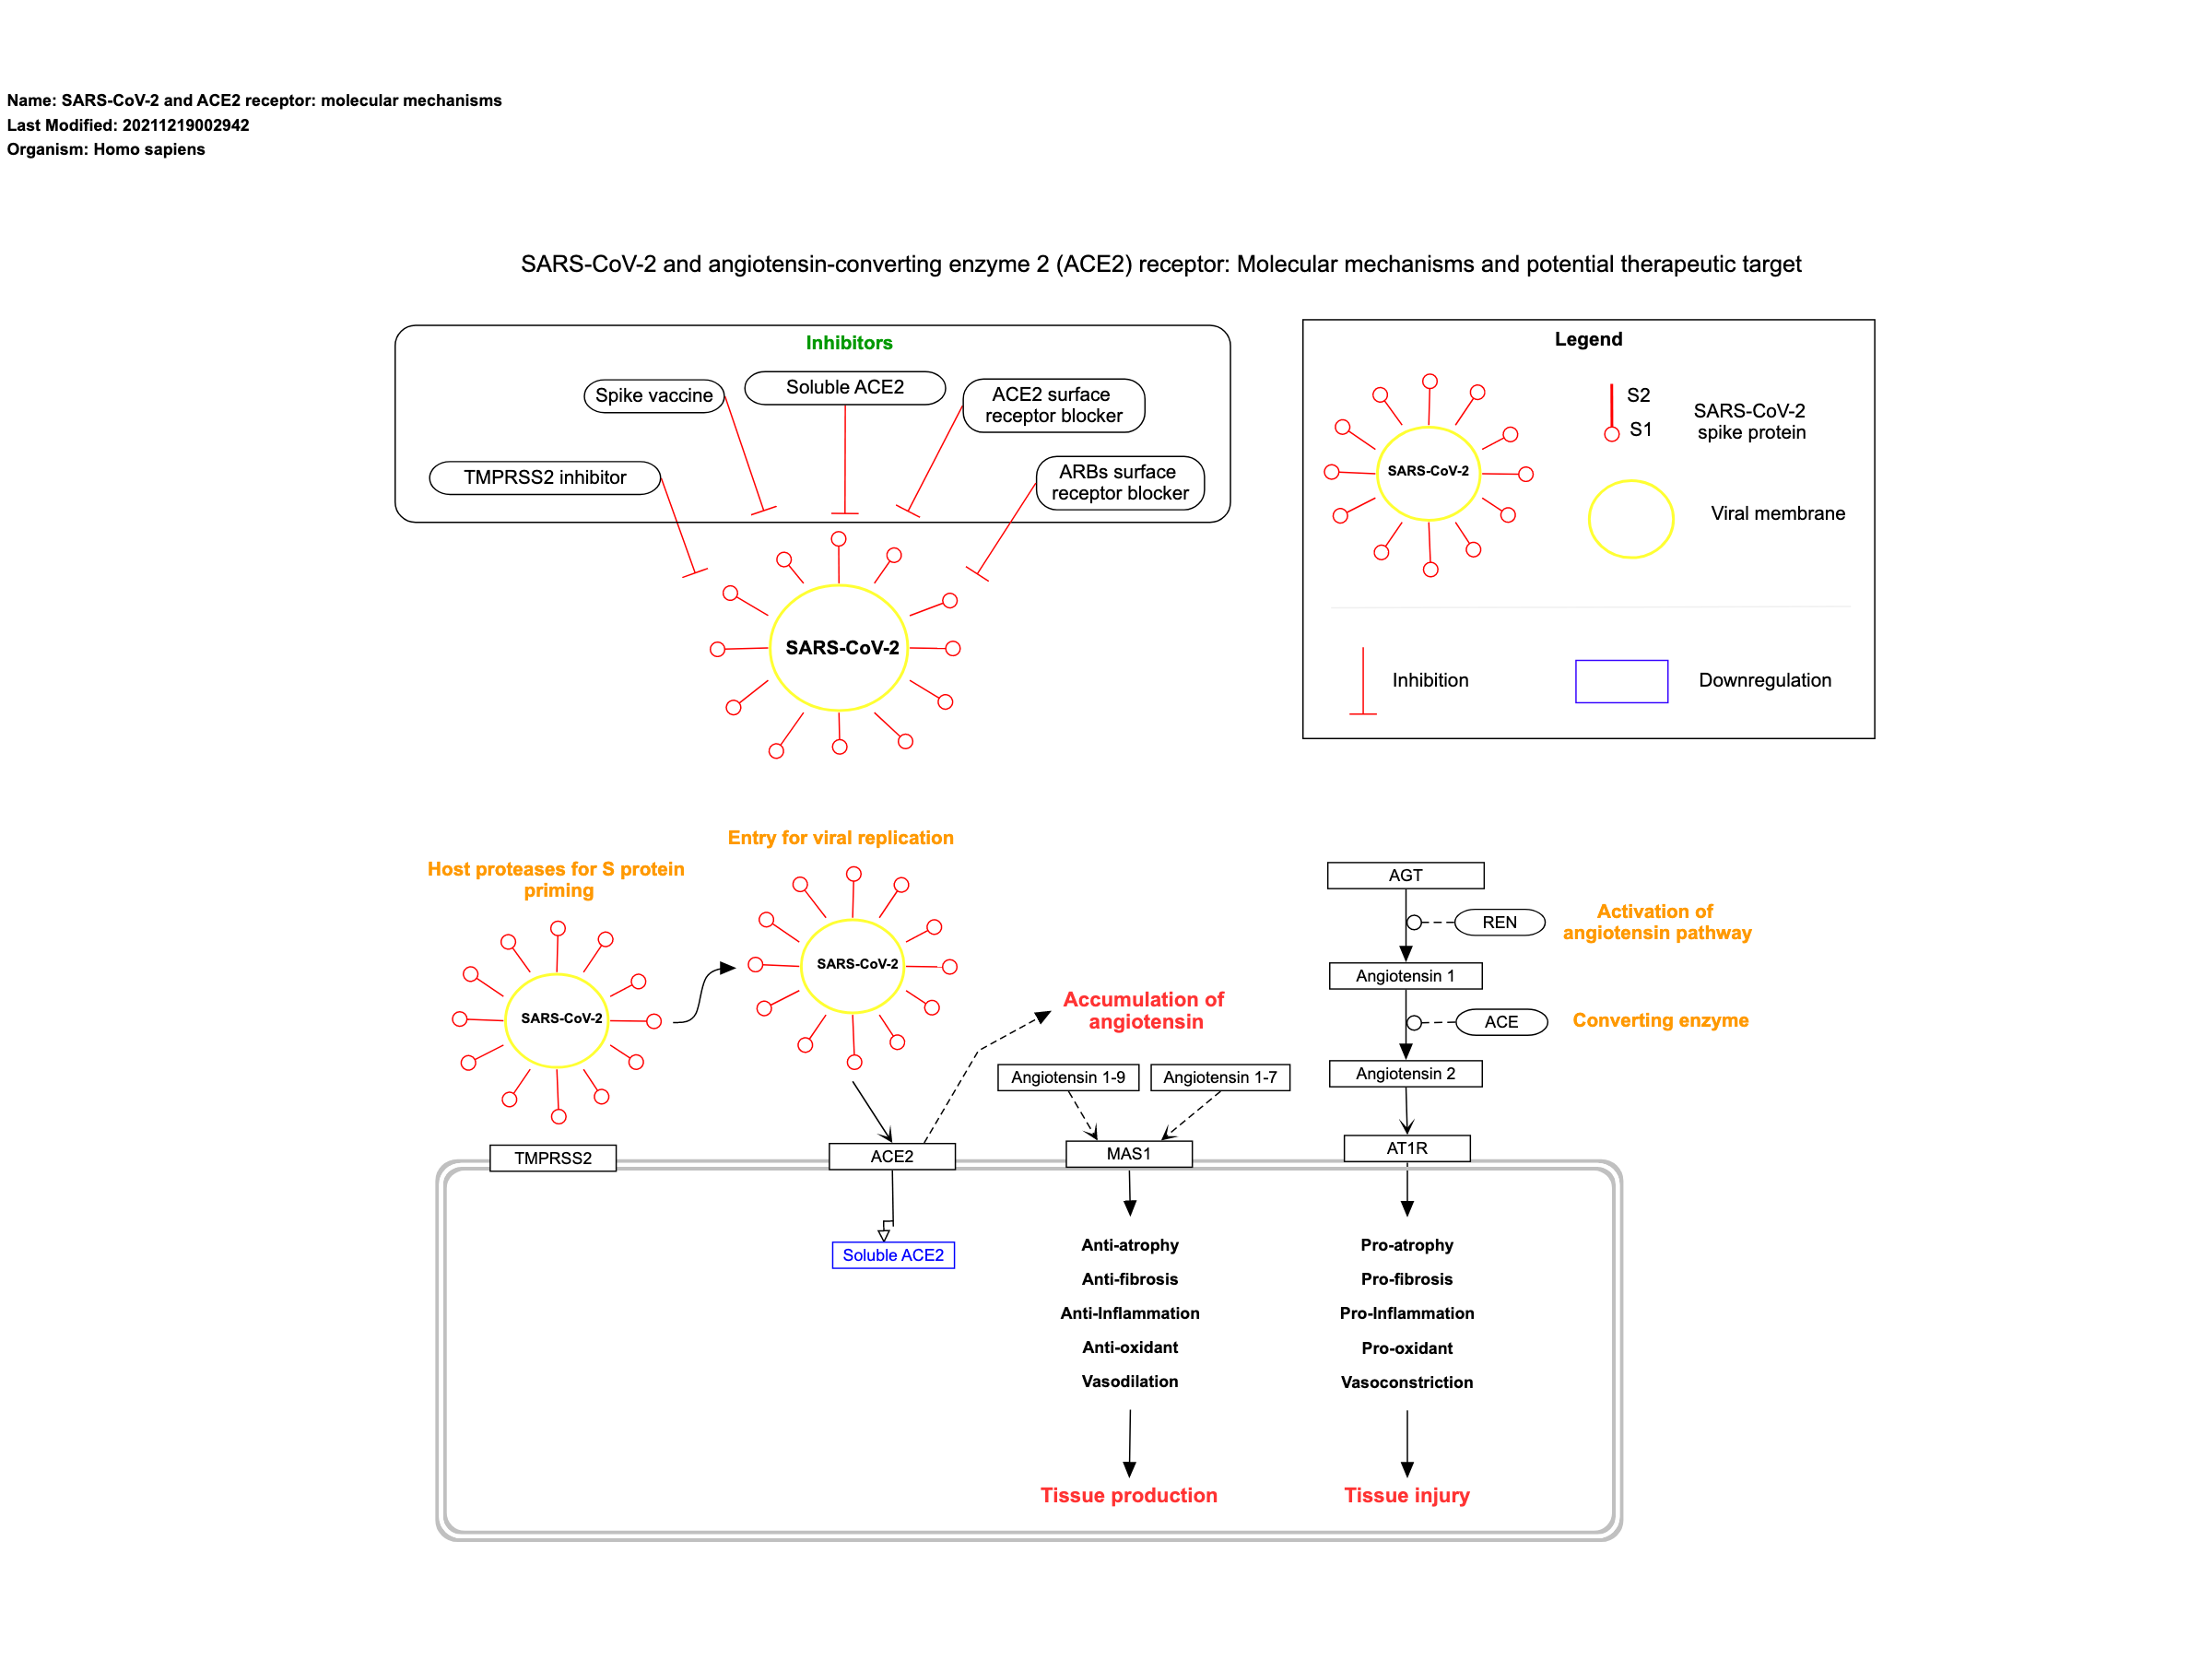 Name: SARS-CoV-2 and ACE2 receptor: molecular mechanisms
Last Modified: 20211219002942
Organism: Homo sapiens
SARS-CoV-2 and angiotensin-converting enzyme 2 (ACE2) receptor: Molecular mechanisms and potential therapeutic target
Inhibitors
Spike vaccine
Soluble ACE2
ACE2 surface
receptor blocker
TMPRSS2 inhibitor
ARBs surface
receptor blocker
SARS-CoV-2
Legend
SARS-CoV-2
S2
S1
SARS-CoV-2
spike protein
Viral membrane
Inhibition
Downregulation
Host proteases for S protein
priming
SARS-CoV-2
Entry for viral replication
SARS-CoV-2
Accumulation of
angiotensin
Angiotensin 1-9
Angiotensin 1-7
AGT
REN
Activation of
angiotensin pathway
Angiotensin 1
ACE
Converting enzyme
Angiotensin 2
TMPRSS2
ACE2
MAS1
AT1R
Soluble ACE2
Anti-atrophy
Anti-fibrosis
Anti-Inflammation
Anti-oxidant
Vasodilation
Tissue production
Pro-atrophy
Pro-fibrosis
Pro-Inflammation
Pro-oxidant
Vasoconstriction
Tissue injury